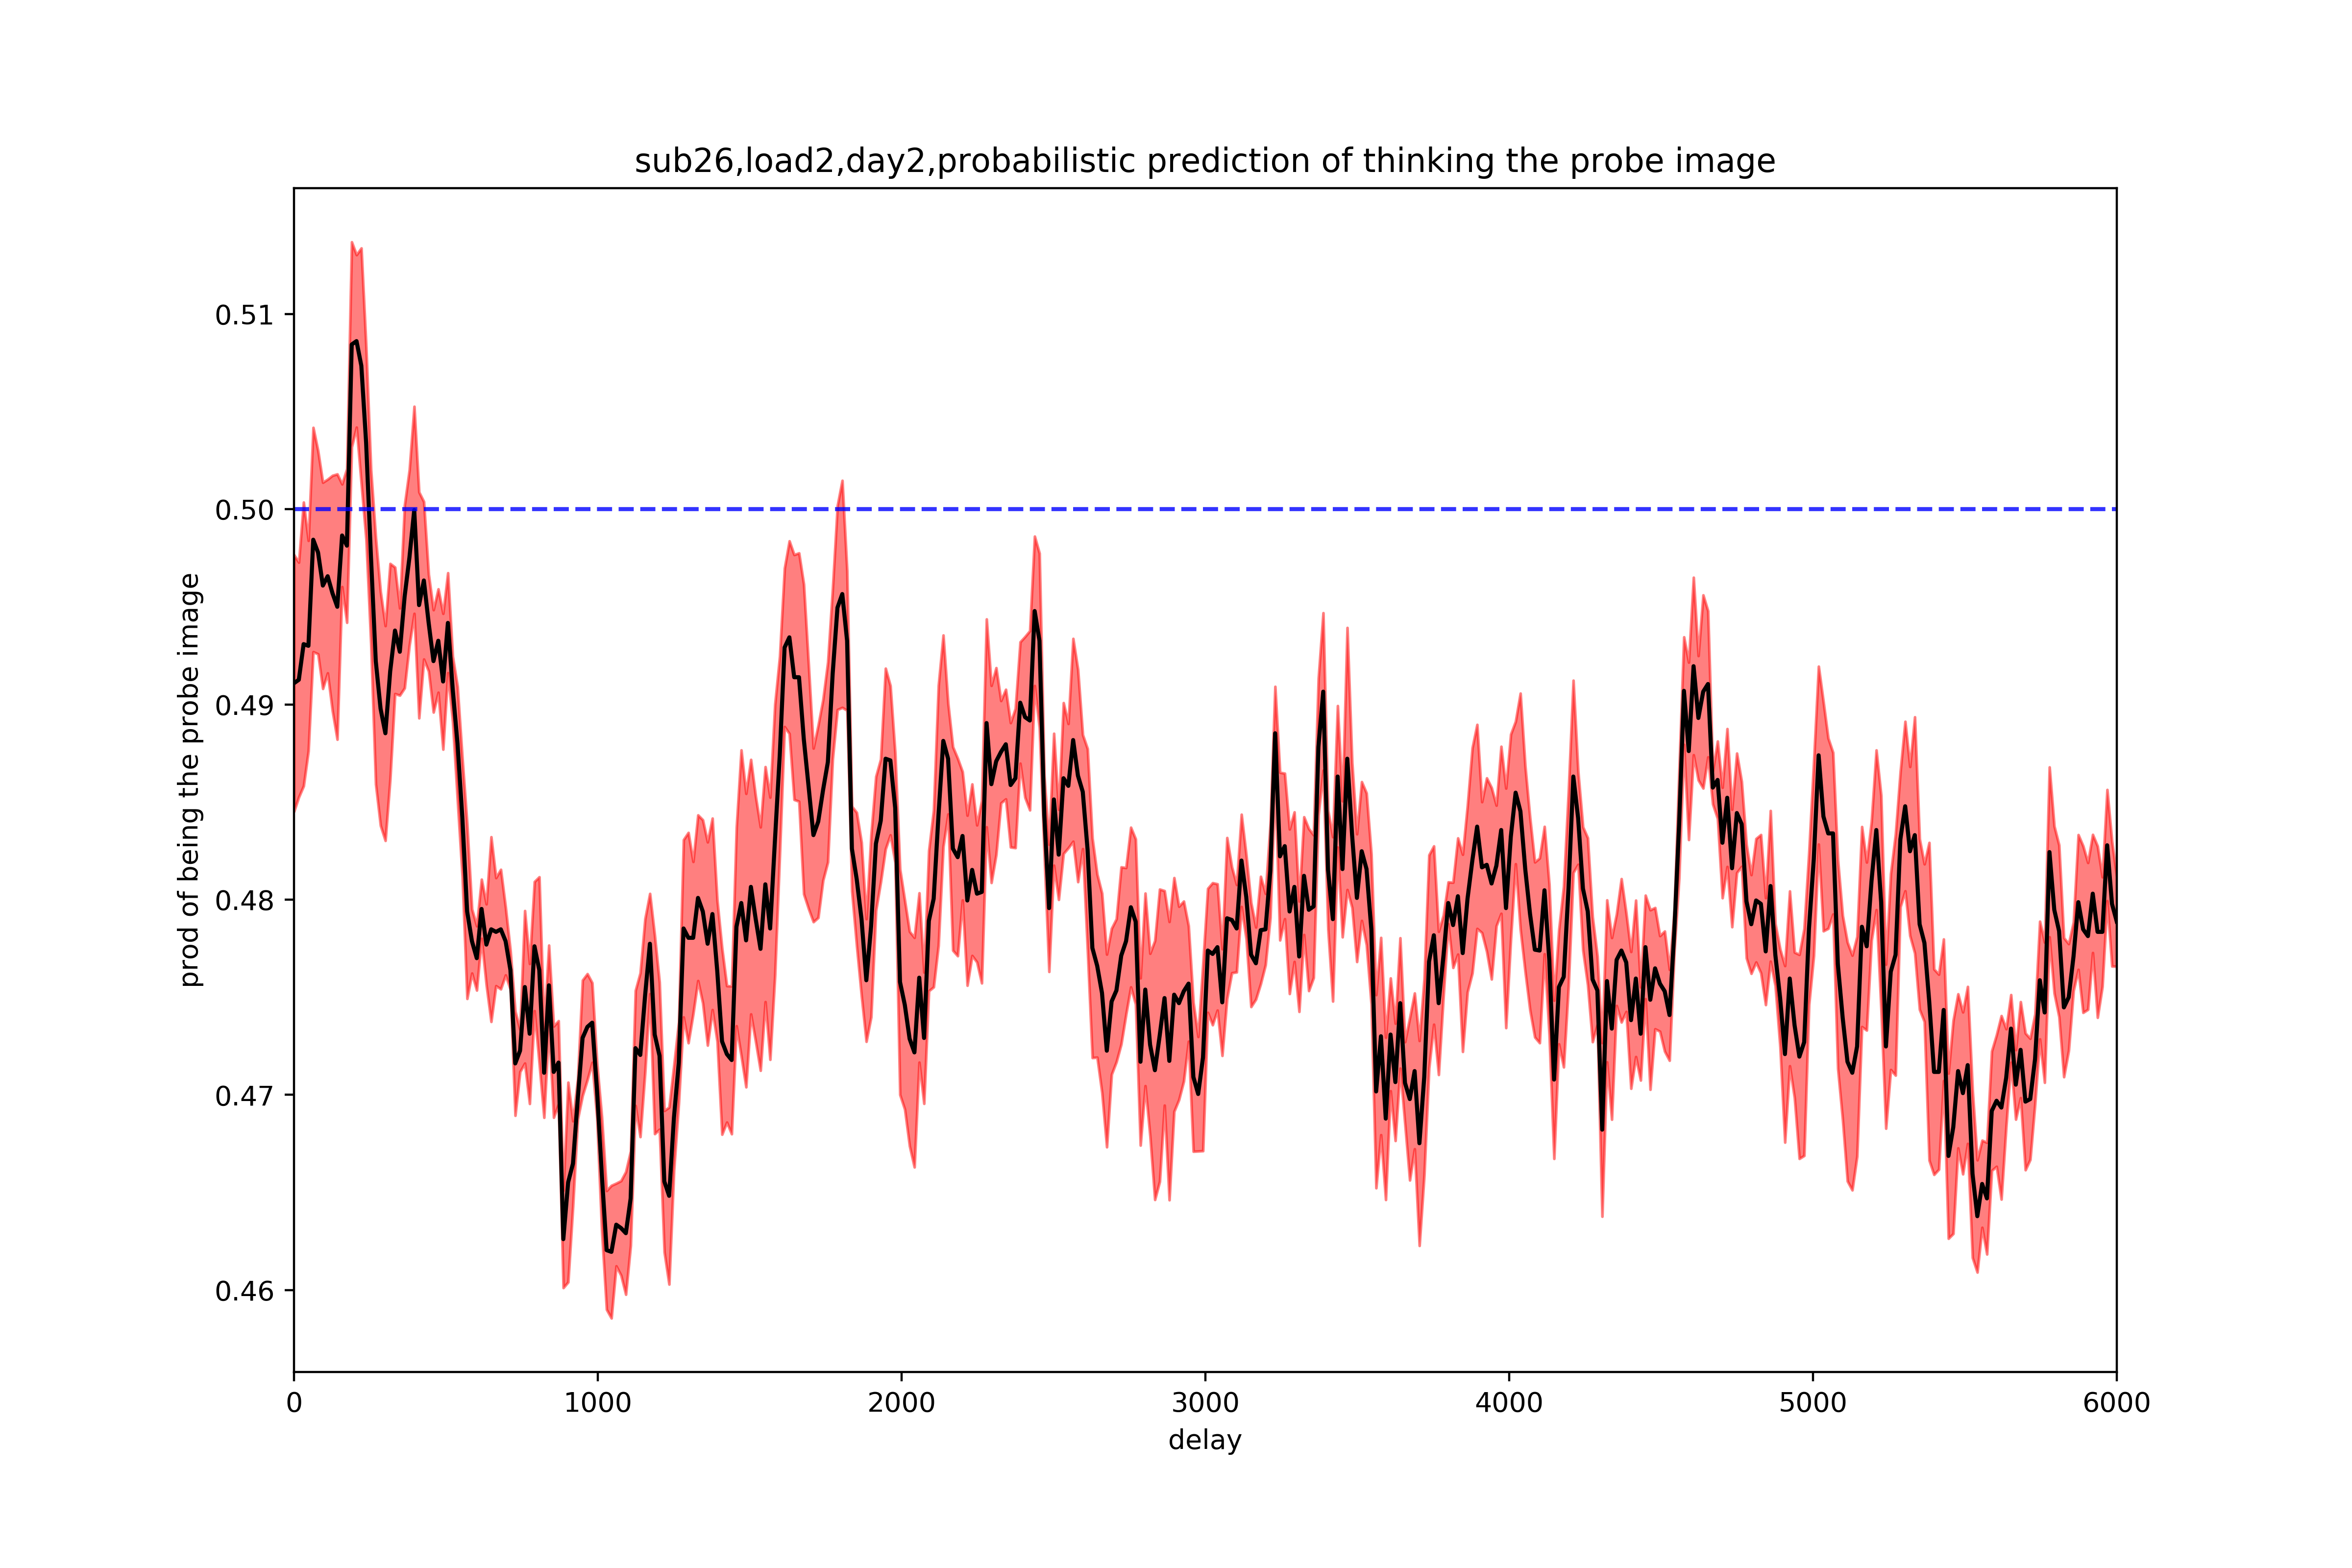 sub26,load2,day2,probabilistic prediction of thinking the probe image
prod of being the probe image
0.51
0.50
0.49
0.48
0.47
0.46
0 1000 2000 3000 4000 5000 6000
delay